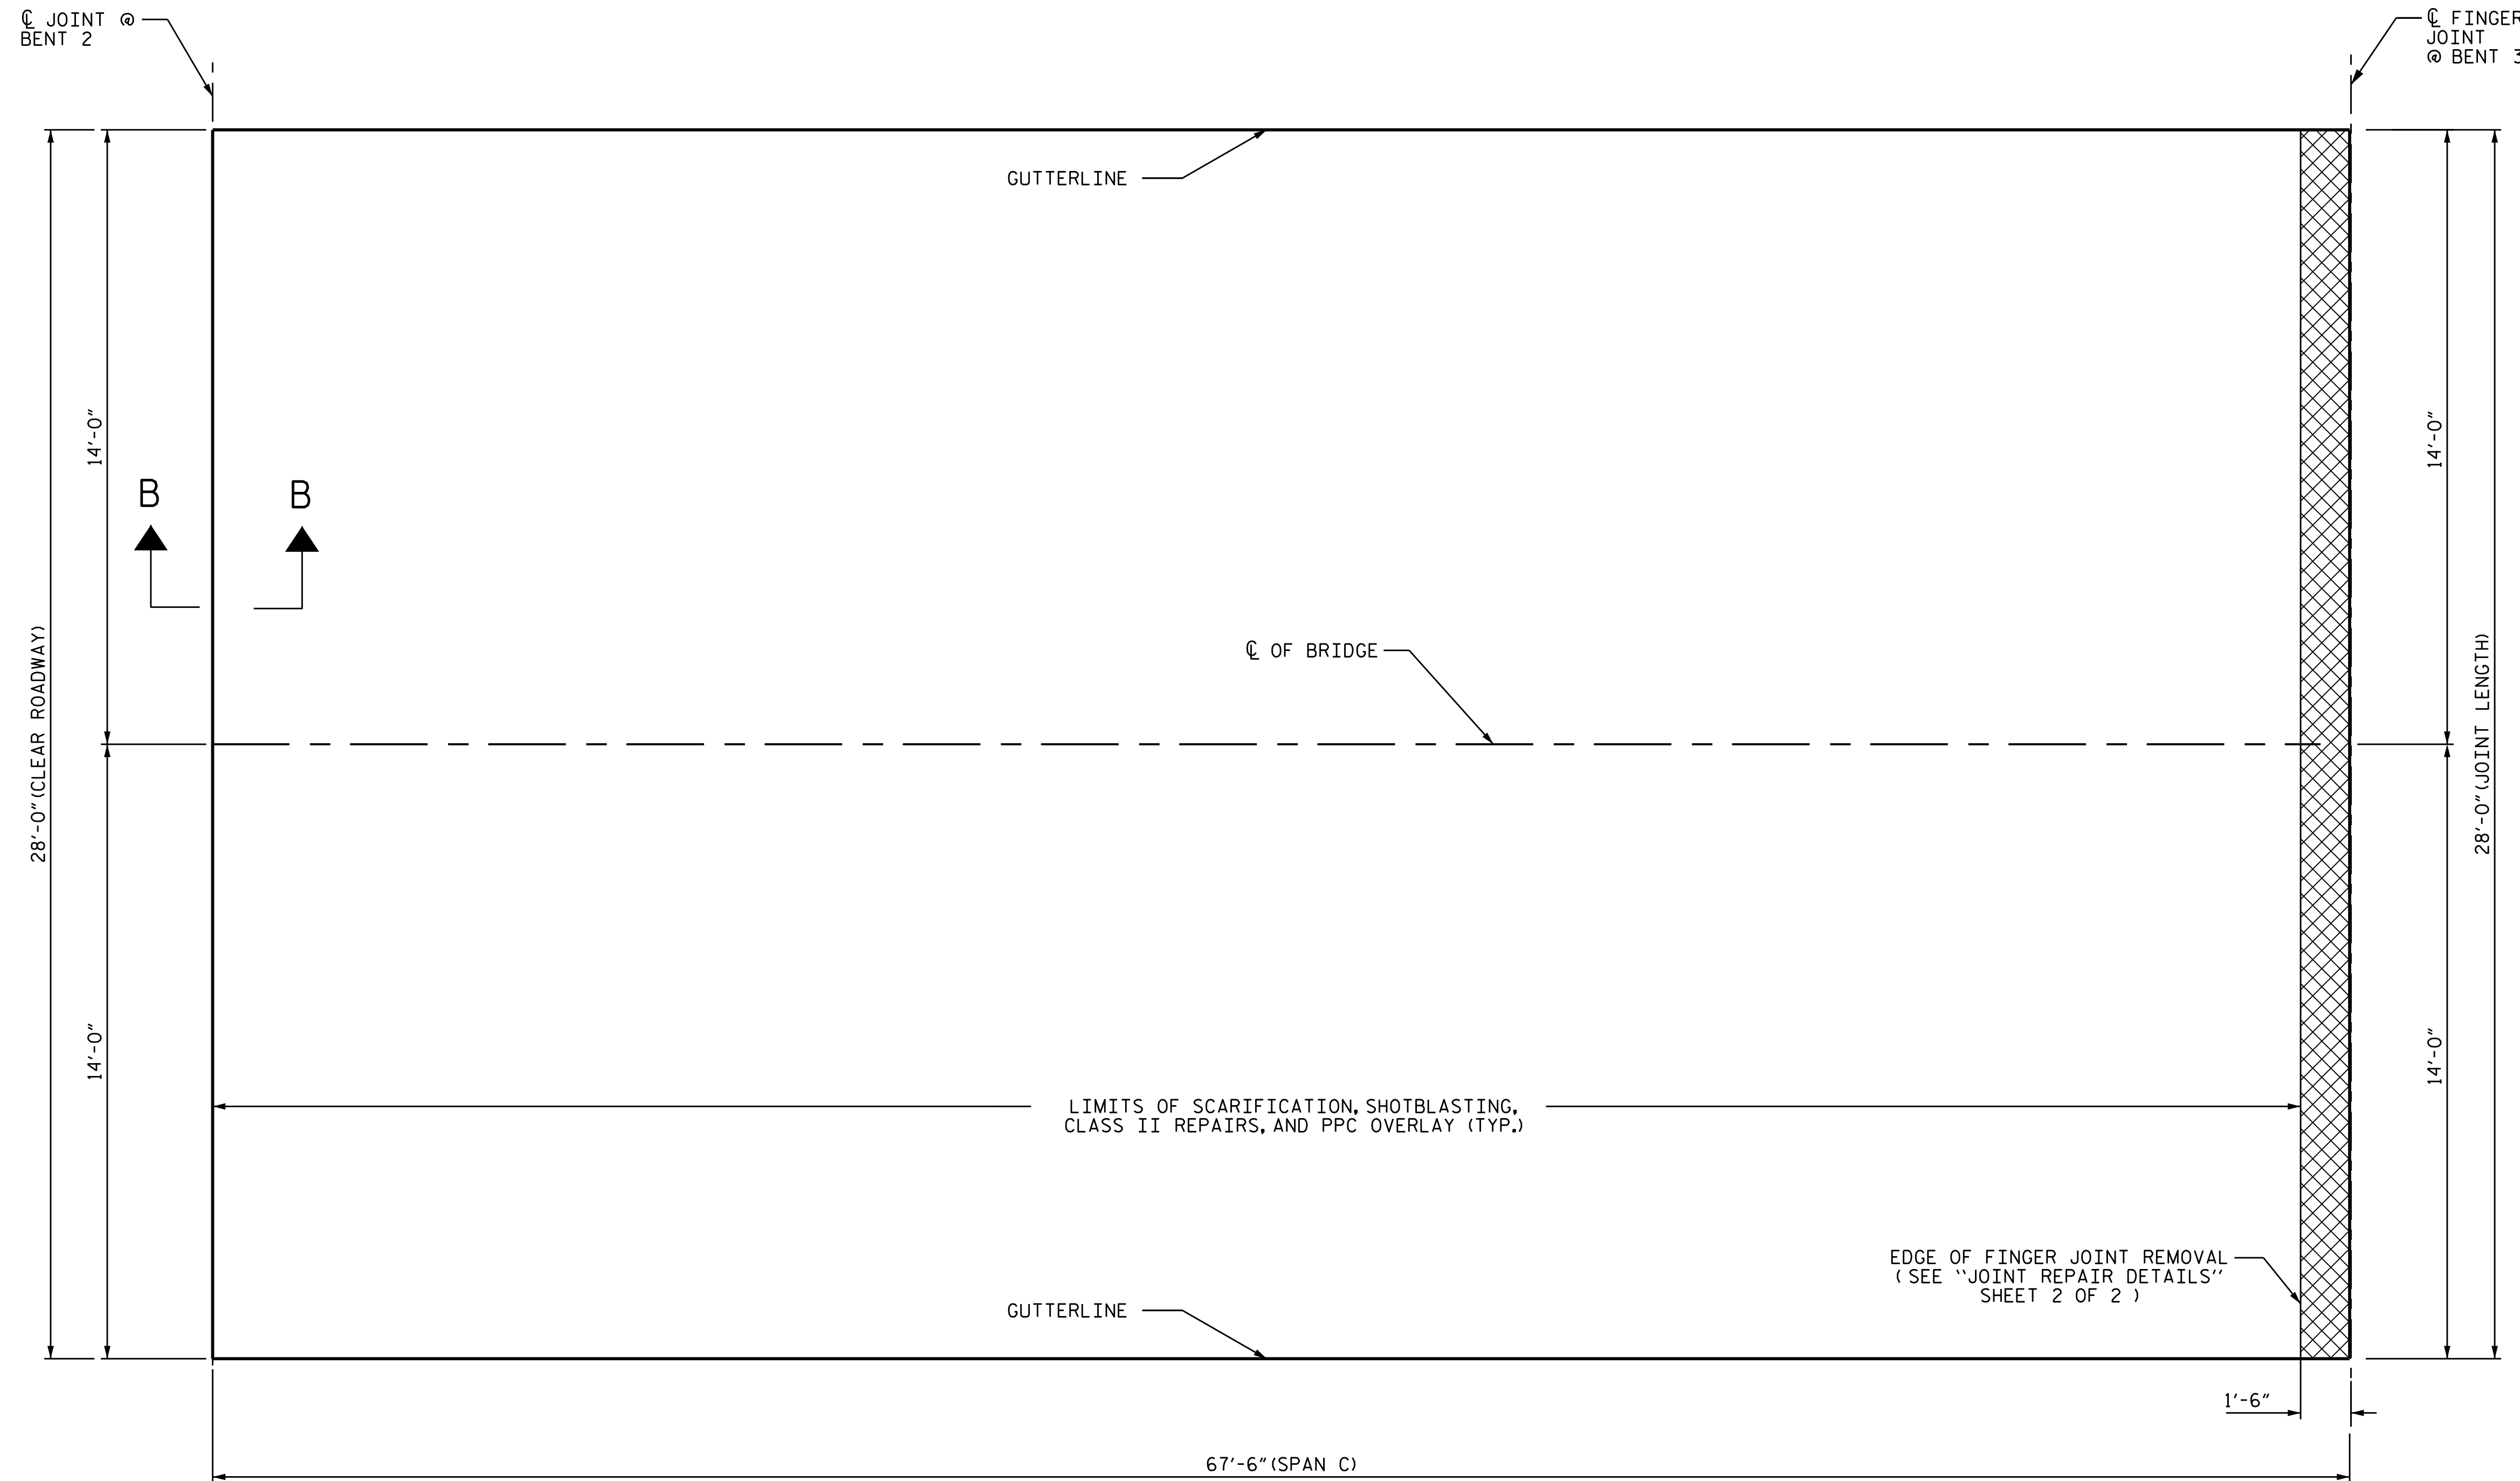 ℄ JOINT @
BENT 2
℄ FINGER
JOINT
@ BENT 3
GUTTERLINE
14'-0"
14'-0"
B
B
28'-0"(CLEAR ROADWAY)
℄ OF BRIDGE
28'-0"(JOINT LENGTH)
14'-0"
14'-0"
LIMITS OF SCARIFICATION, SHOTBLASTING,
CLASS II REPAIRS, AND PPC OVERLAY (TYP.)
EDGE OF FINGER JOINT REMOVAL
( SEE ``JOINT REPAIR DETAILS''
SHEET 2 OF 2 )
GUTTERLINE
1'-6"
67'-6"(SPAN C)